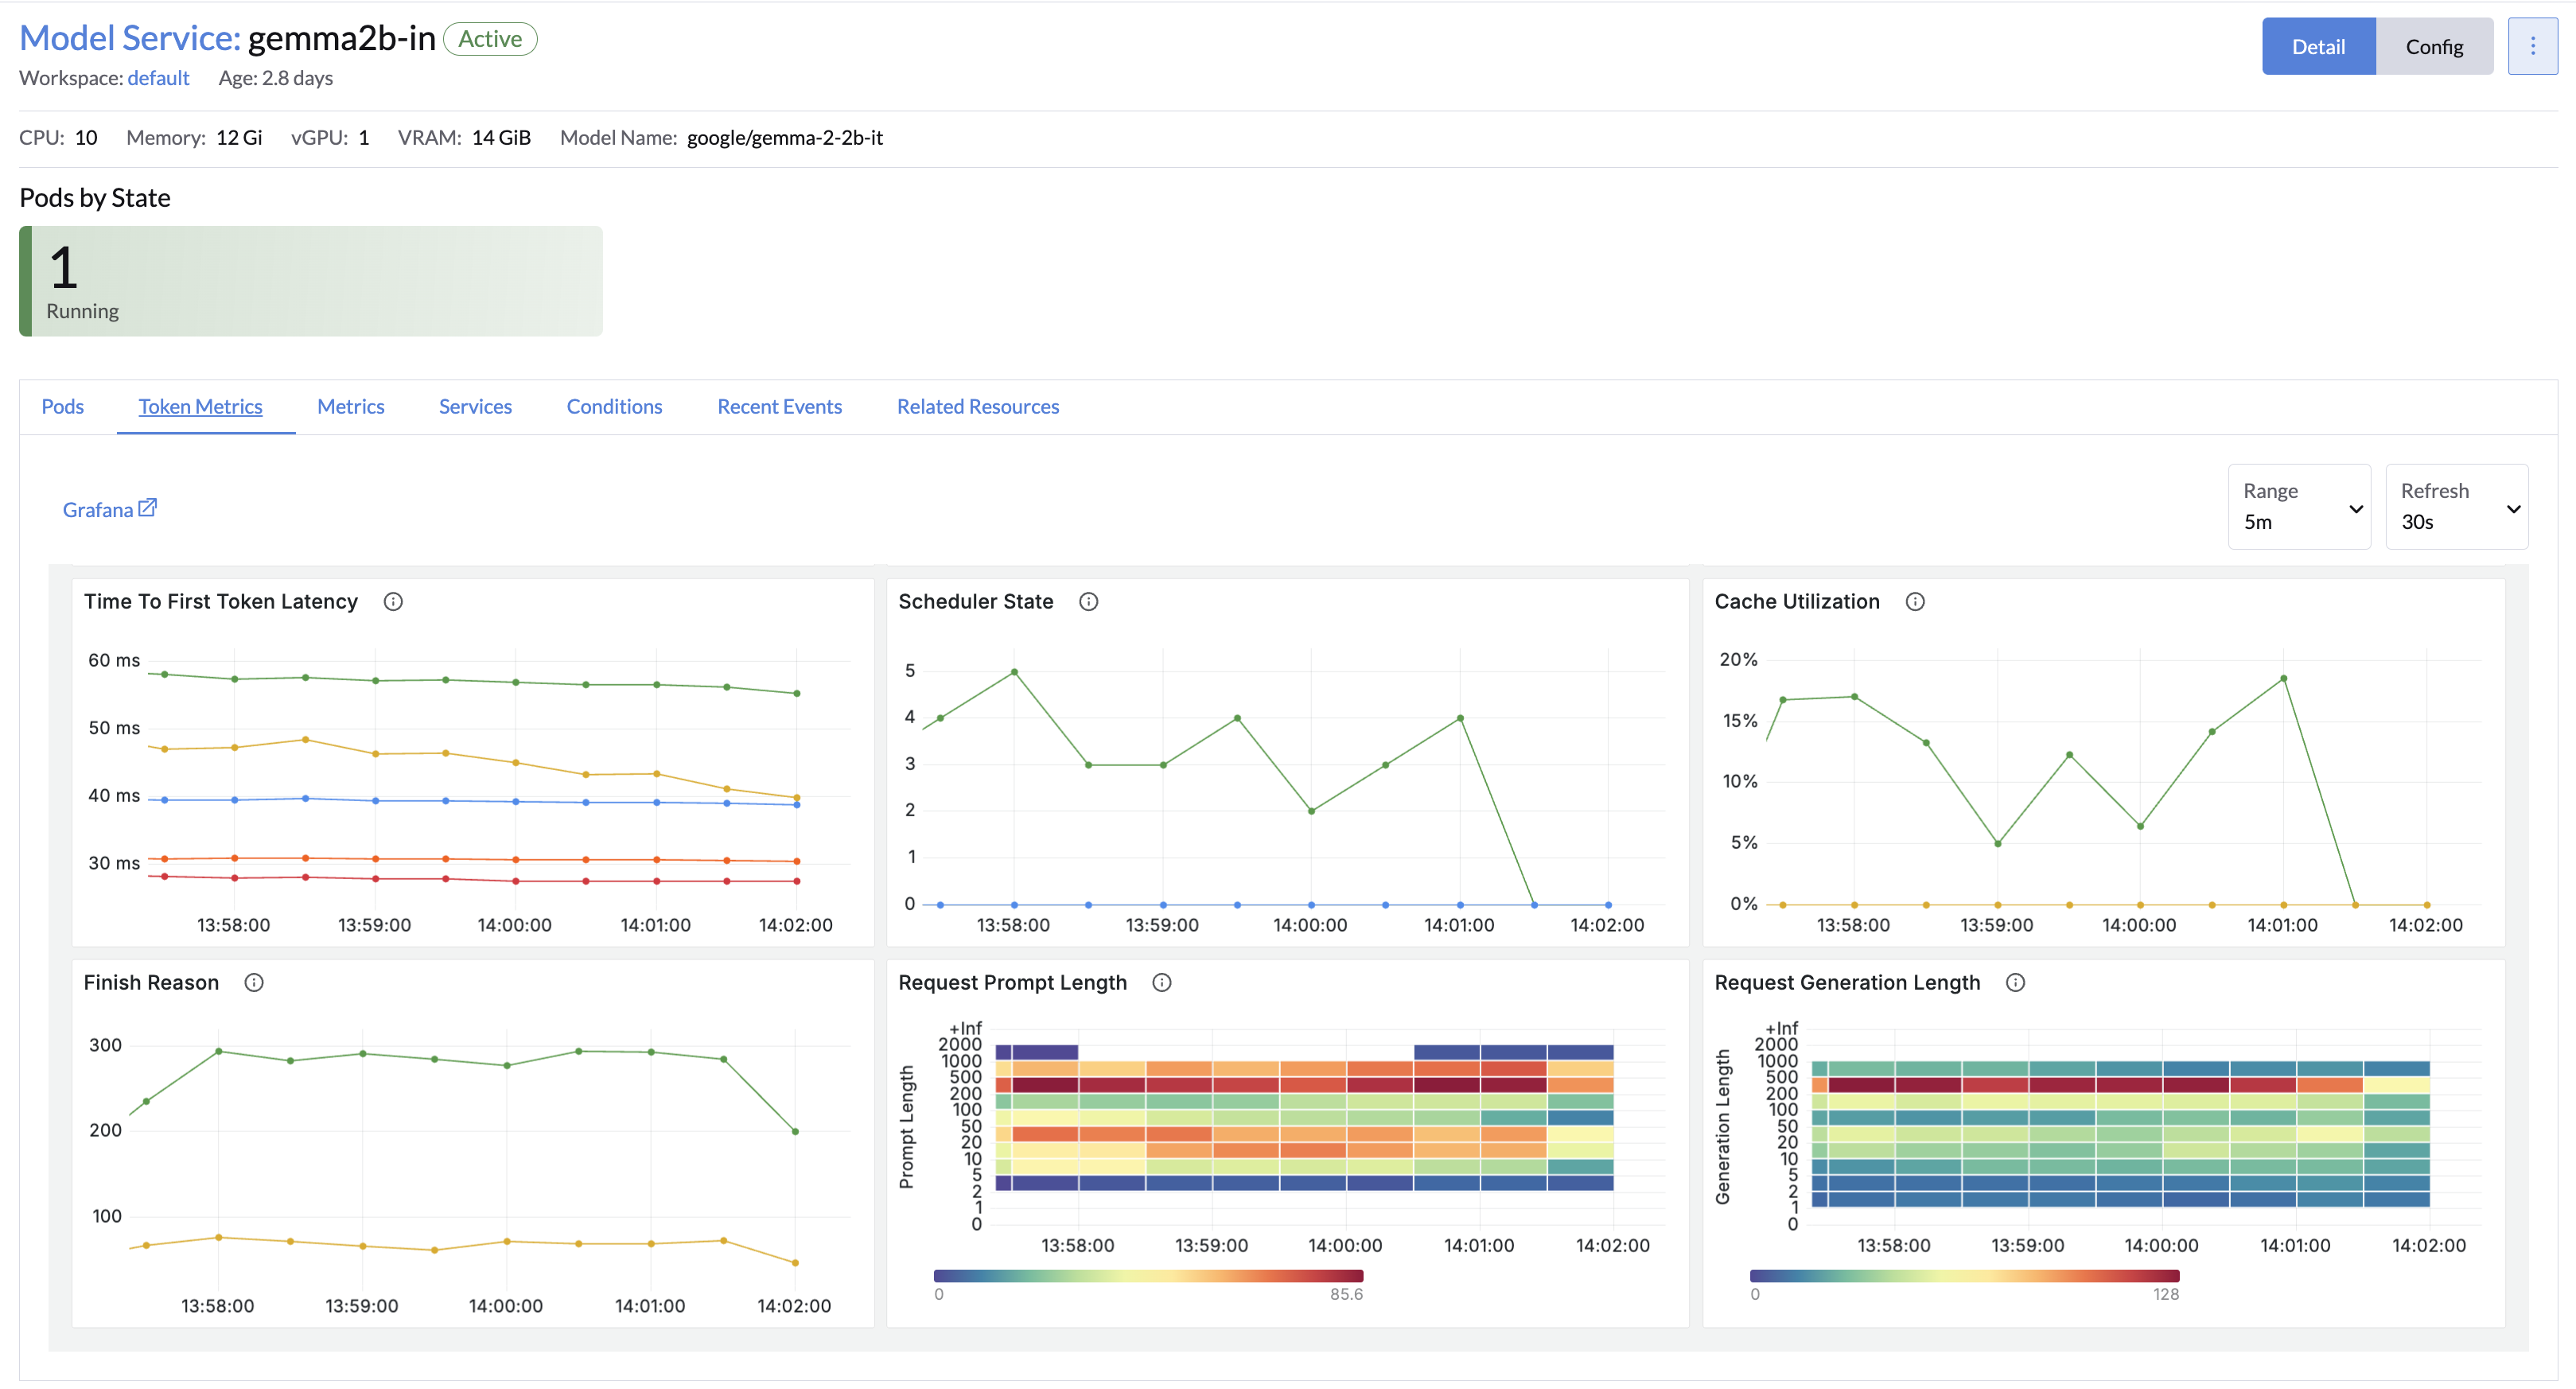 Model Service: gemma2b-in Active
Detail Config
Workspace: default Age: 2.8 days
CPU: 10 Memory: 12 Gi vGPU: 1 VRAM: 14 GiB Model Name: google/gemma-2-2b-it
Pods by State
1
Running
Pods Token Metrics Metrics Services Conditions Recent Events Related Resources
Grafana
Range
5m
Refresh
30s
Time To First Token Latency
60 ms
50 ms
40 ms
30 ms
13:58:00 13:59:00 14:00:00 14:01:00 14:02:00
Scheduler State
5
4
3
2
1
0
13:58:00 13:59:00 14:00:00 14:01:00 14:02:00
Cache Utilization
20%
15%
10%
5%
0%
13:58:00 13:59:00 14:00:00 14:01:00 14:02:00
Finish Reason
300
200
100
13:58:00 13:59:00 14:00:00 14:01:00 14:02:00
Request Prompt Length
Prompt Length
+Inf
2000
1000
500
200
100
50
20
10
5
2
1
0
13:58:00 13:59:00 14:00:00 14:01:00 14:02:00
0 85.6
Request Generation Length
Generation Length
+Inf
2000
1000
500
200
100
50
20
10
5
2
1
0
13:58:00 13:59:00 14:00:00 14:01:00 14:02:00
0 128